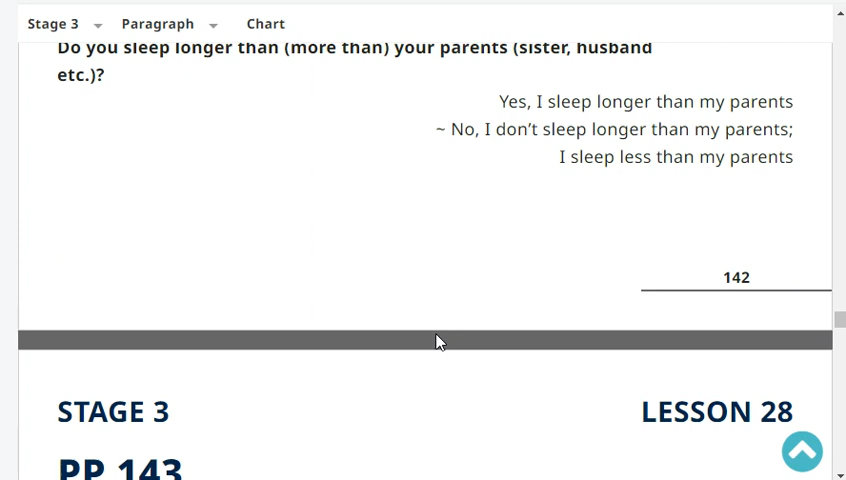 Stage 3 Paragraph Chart
Do you sleep longer than (more than) your parents (sister, husband
etc.)?
Yes, I sleep longer than my parents
~ No, I don't sleep longer than my parents;
I sleep less than my parents
142
STAGE 3 LESSON 28
PP 143